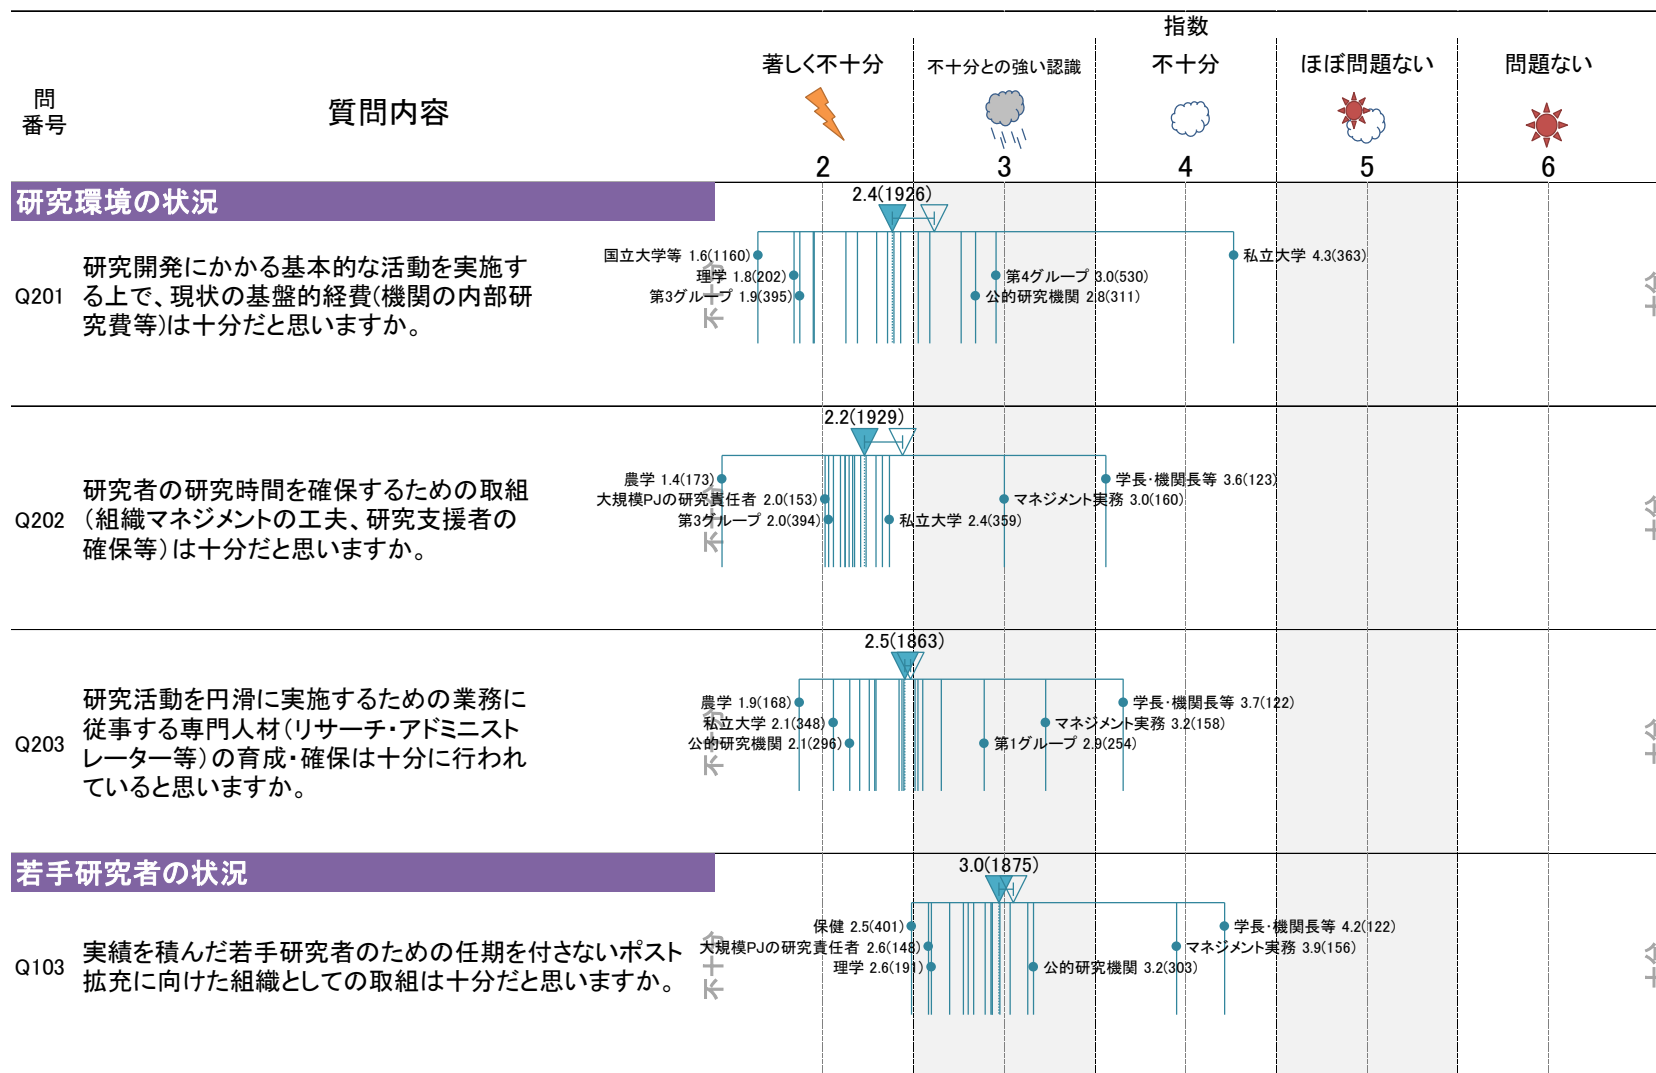 指数
著しく不十分
不十分との強い認識
不十分
ほぼ問題ない
問題ない
問
番号
質問内容
2
3
4
5
6
研究環境の状況
2.4(1926)
Q201
研究開発にかかる基本的な活動を実施す
る上で、現状の基盤的経費(機関の内部研
究費等)は十分だと思いますか。
不十分
国立大学等 1.6(1160)
理学 1.8(202)
第3グループ 1.9(395)
私立大学 4.3(363)
第4グループ 3.0(530)
公的研究機関 2.8(311)
2.2(1929)
Q202
研究者の研究時間を確保するための取組
(組織マネジメントの工夫、研究支援者の
確保等)は十分だと思いますか。
不十分
農学 1.4(173)
大規模PJの研究責任者 2.0(153)
第3グループ 2.0(394)
学長・機関長等 3.6(123)
マネジメント実務 3.0(160)
私立大学 2.4(359)
2.5(1863)
Q203
研究活動を円滑に実施するための業務に
従事する専門人材(リサーチ・アドミニスト
レーター等)の育成・確保は十分に行われ
ていると思いますか。
不十分
農学 1.9(168)
私立大学 2.1(348)
公的研究機関 2.1(296)
学長・機関長等 3.7(122)
マネジメント実務 3.2(158)
第1グループ 2.9(254)
若手研究者の状況
3.0(1875)
Q103
実績を積んだ若手研究者のための任期を付さないポスト
拡充に向けた組織としての取組は十分だと思いますか。
不十分
保健 2.5(401)
大規模PJの研究責任者 2.6(148)
理学 2.6(191)
学長・機関長等 4.2(122)
マネジメント実務 3.9(156)
公的研究機関 3.2(303)